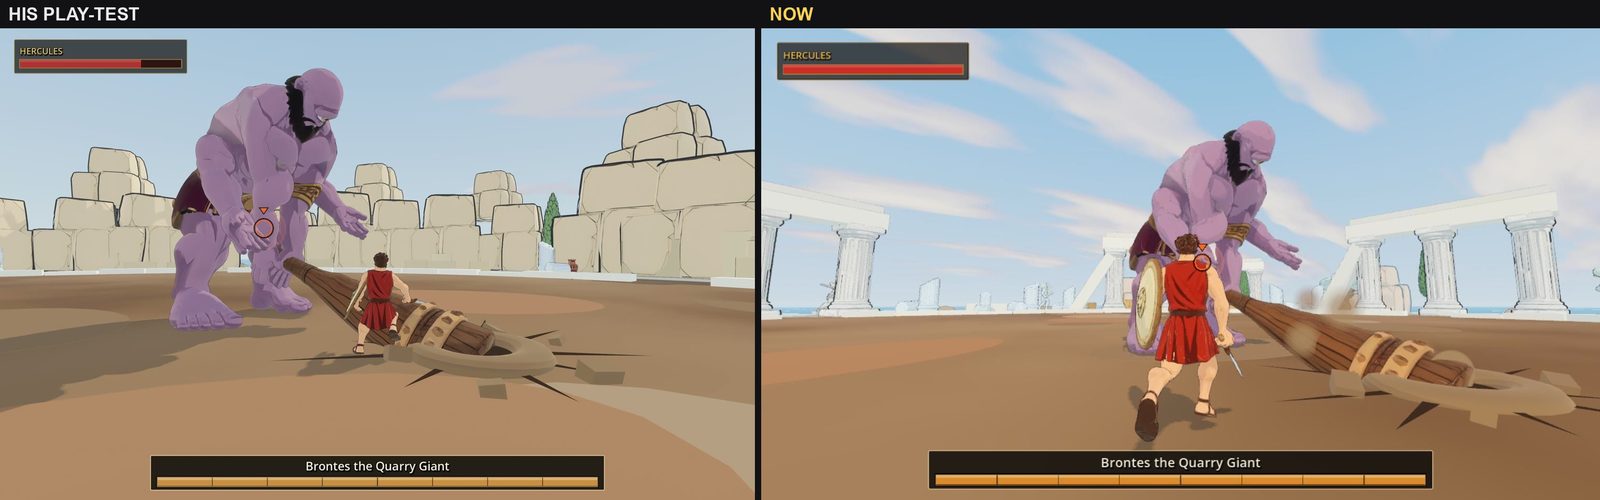 HIS PLAY-TEST
HERCULES
Brontes the Quarry Giant
NOW
HERCULES
Brontes the Quarry Giant